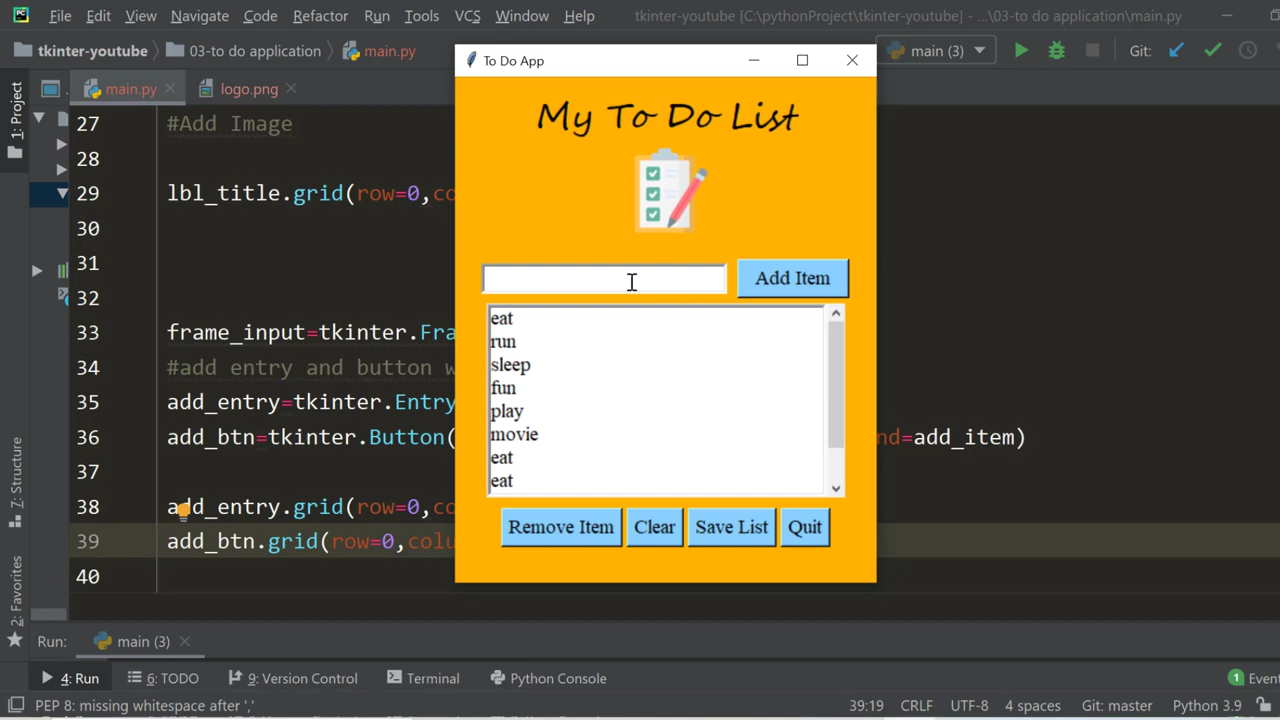 File Edit View Navigate Code Refactor Run Tools VCS Window Help tkinter-youtube [C:\pythonProject\tkinter-youtube] - ...\03-to do application\main.py
tkinter-youtube 03-to do application main.py main (3) Git:
To Do App
main.py logo.png
1: Project
7: Structure
2: Favorites
27 #Add Image
28
29 lbl_title.grid(row=0,co
30
31
32
33 frame_input=tkinter.Fra
34 #add entry and button w
35 add_entry=tkinter.Entry
36 add_btn=tkinter.Button( nd=add_item)
37
38 add_entry.grid(row=0,co
39 add_btn.grid(row=0,colu
40
My To Do List
Add Item
eat
run
sleep
fun
play
movie
eat
eat
Remove Item Clear Save List Quit
Run: main (3)
4: Run 6: TODO 9: Version Control Terminal Python Console 1 Event
PEP 8: missing whitespace after ',' 39:19 CRLF UTF-8 4 spaces Git: master Python 3.9